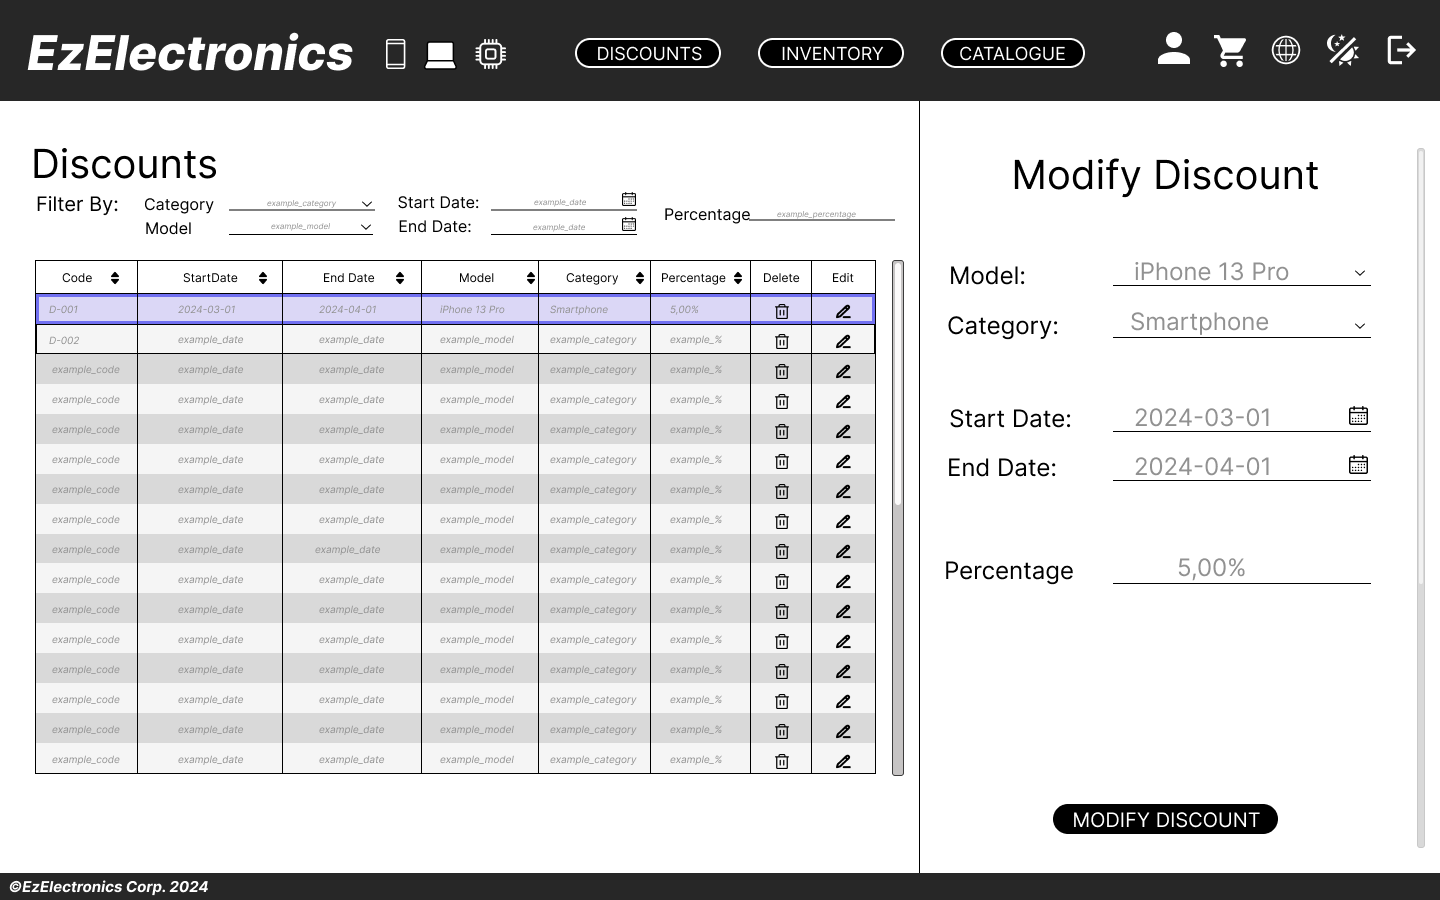 EzElectronics
DISCOUNTS INVENTORY CATALOGUE
Discounts
Filter By: Category example_category Start Date: example_date Percentage example_percentage
Model example_model End Date: example_date
Code StartDate End Date Model Category Percentage Delete Edit
D-001 2024-03-01 2024-04-01 iPhone 13 Pro Smartphone 5,00%
D-002 example_date example_date example_model example_category example_%
example_code example_date example_date example_model example_category example_%
example_code example_date example_date example_model example_category example_%
example_code example_date example_date example_model example_category example_%
example_code example_date example_date example_model example_category example_%
example_code example_date example_date example_model example_category example_%
example_code example_date example_date example_model example_category example_%
example_code example_date example_date example_model example_category example_%
example_code example_date example_date example_model example_category example_%
example_code example_date example_date example_model example_category example_%
example_code example_date example_date example_model example_category example_%
example_code example_date example_date example_model example_category example_%
example_code example_date example_date example_model example_category example_%
example_code example_date example_date example_model example_category example_%
example_code example_date example_date example_model example_category example_%
Modify Discount
Model: iPhone 13 Pro
Category: Smartphone
Start Date: 2024-03-01
End Date: 2024-04-01
Percentage 5,00%
MODIFY DISCOUNT
©EzElectronics Corp. 2024